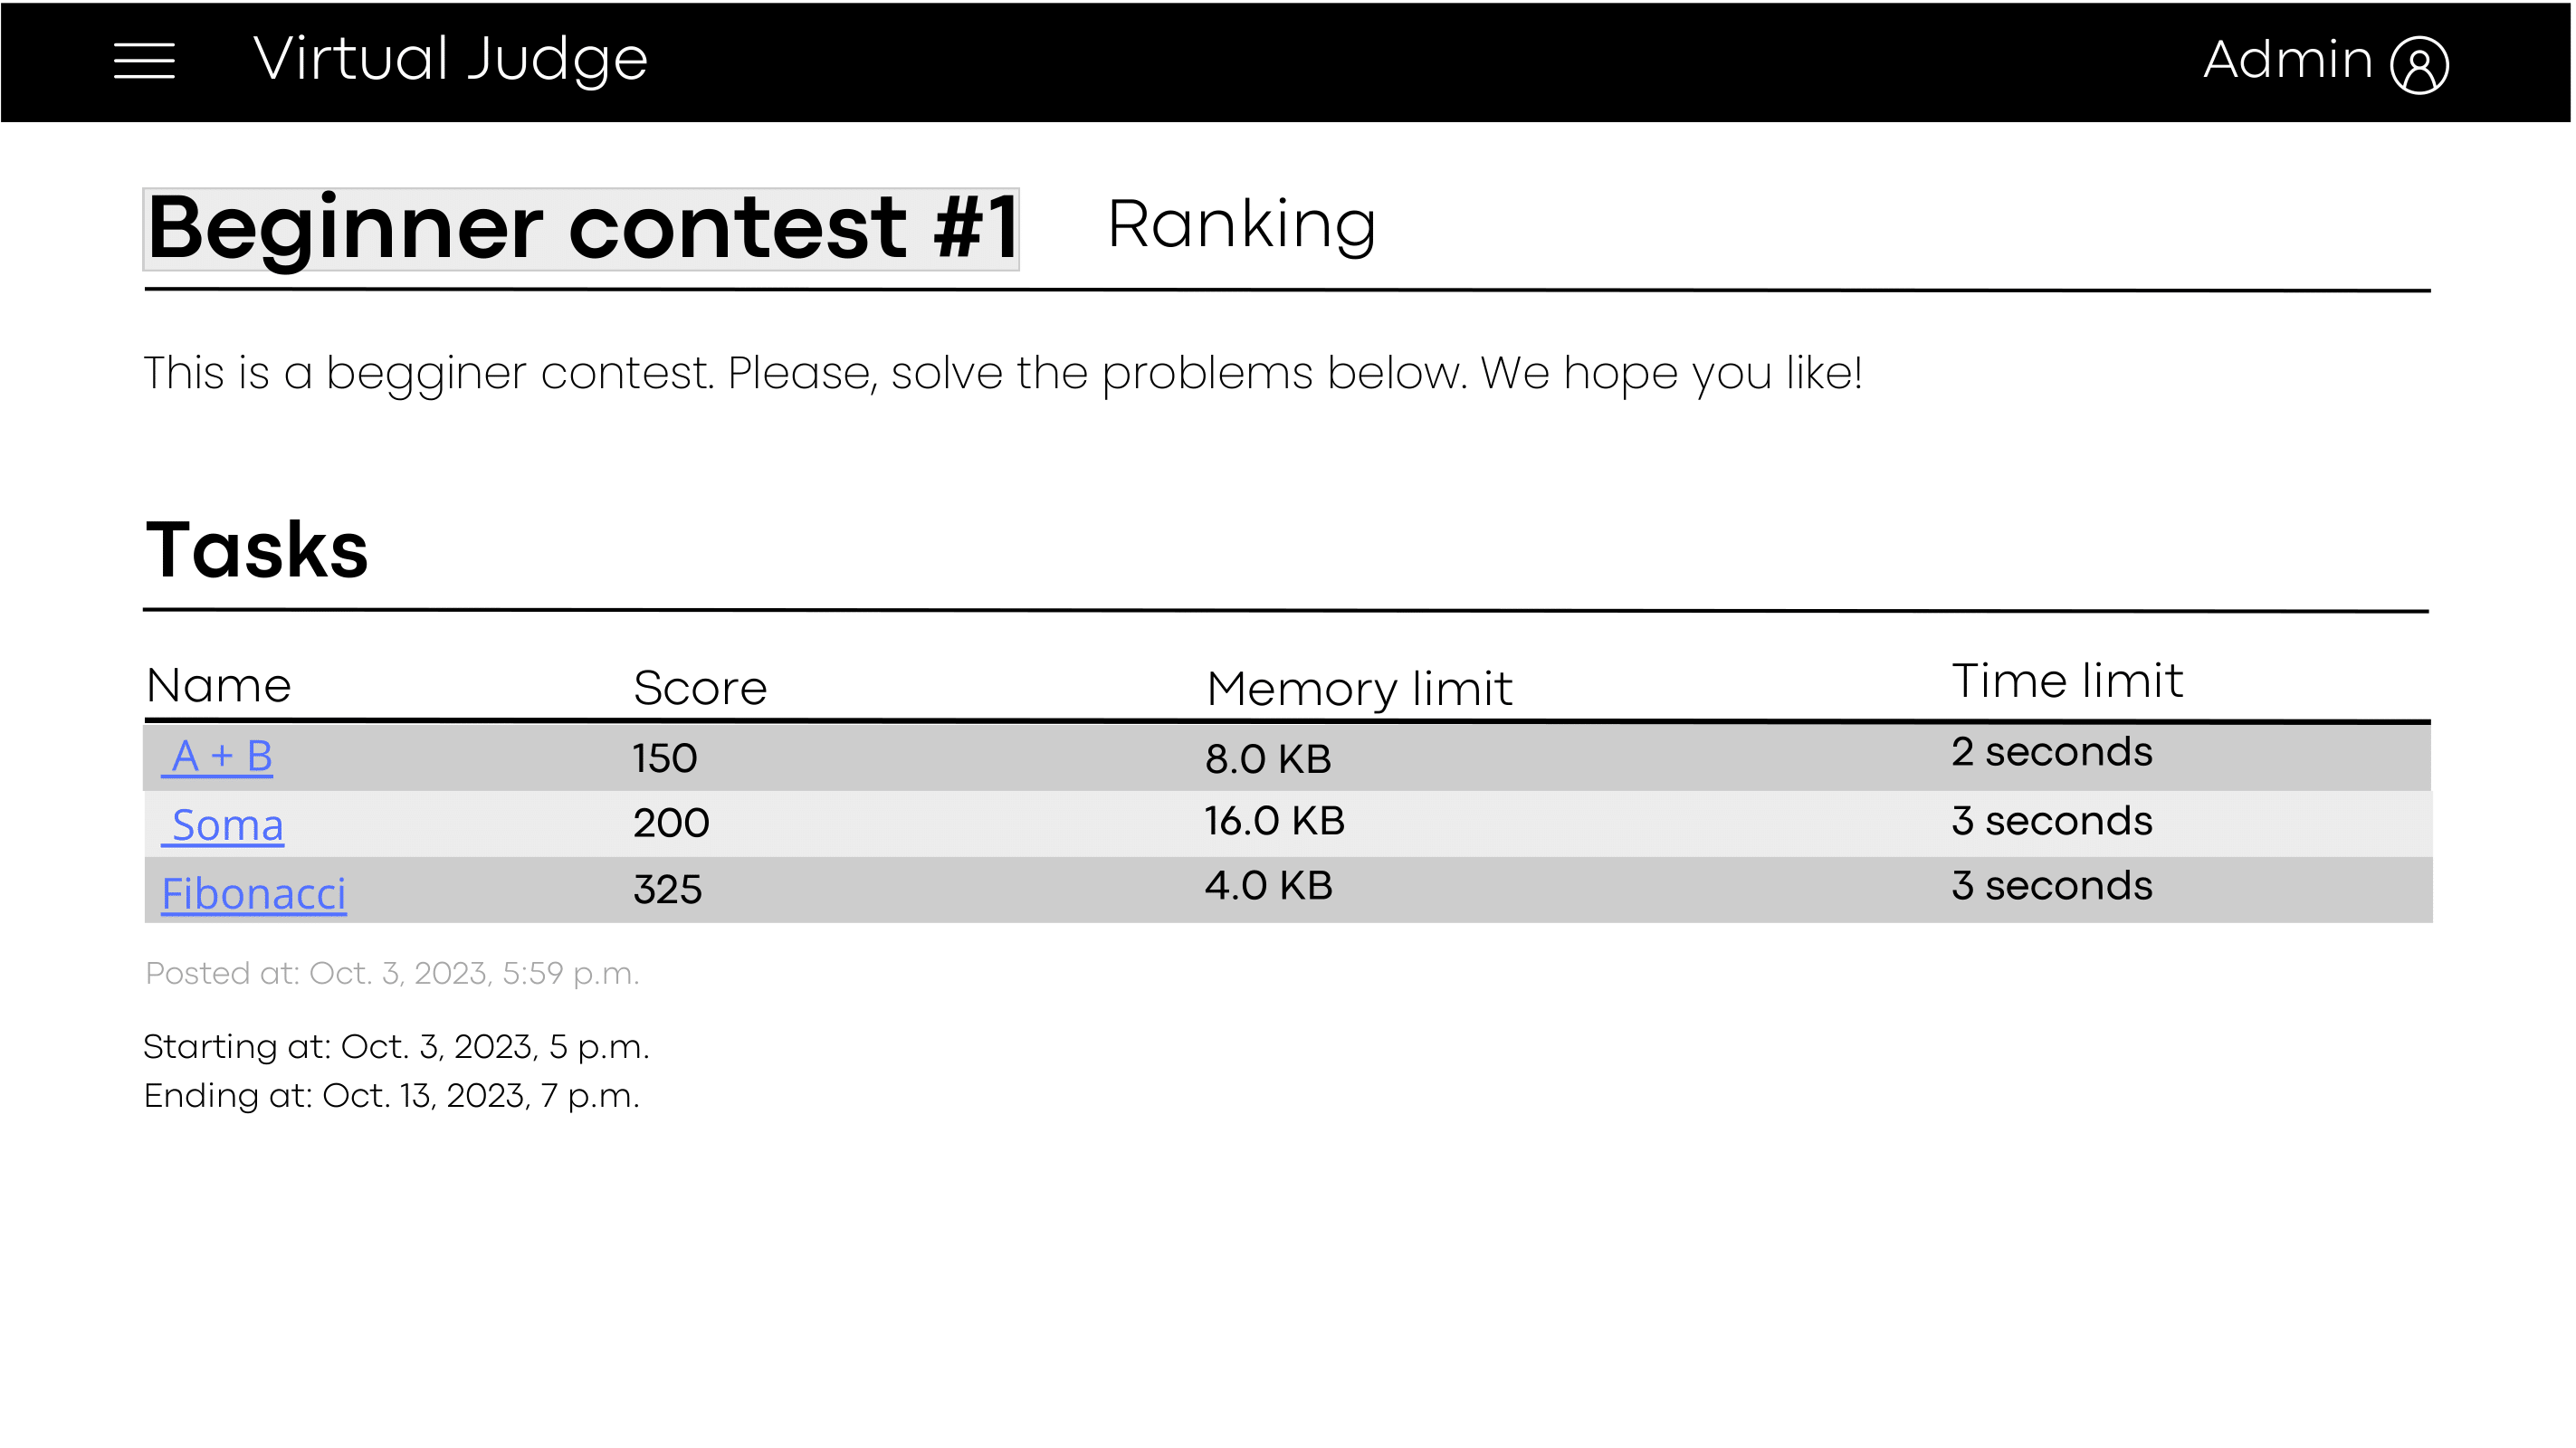 Virtual Judge Admin
Beginner contest #1 Ranking
This is a begginer contest. Please, solve the problems below. We hope you like!
Tasks
Name Score Memory limit Time limit
A + B 150 8.0 KB 2 seconds
Soma 200 16.0 KB 3 seconds
Fibonacci 325 4.0 KB 3 seconds
Posted at: Oct. 3, 2023, 5:59 p.m.
Starting at: Oct. 3, 2023, 5 p.m.
Ending at: Oct. 13, 2023, 7 p.m.